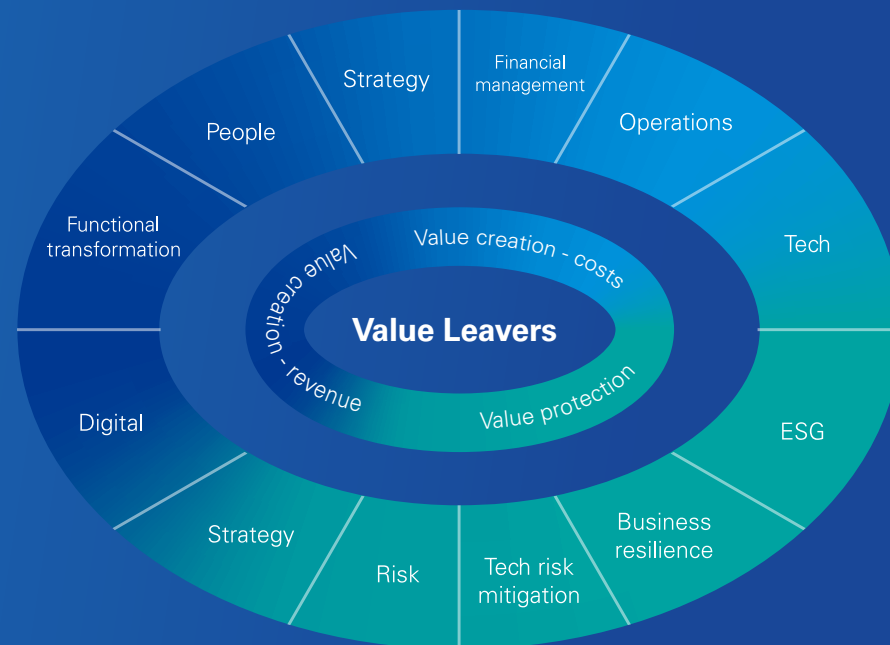 Strategy
Financial
management
Operations
Tech
ESG
Business
resilience
Tech risk
mitigation
Risk
Strategy
Digital
Functional
transformation
People
Value creation - costs
Value protection
Value creation - revenue
Value Leavers